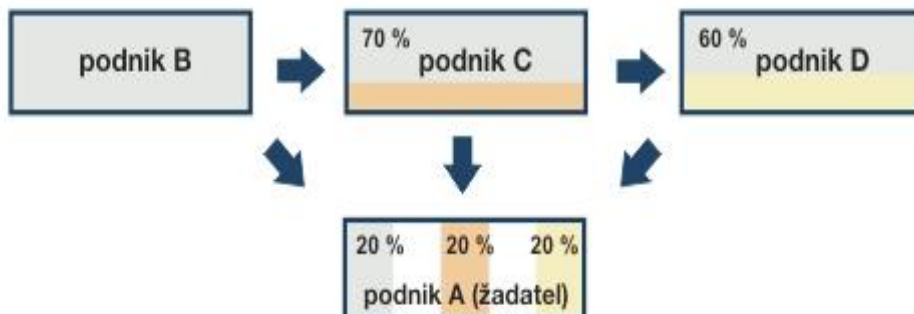 podnik B
70 %
podnik C
60 %
podnik D
20 % 20 % 20 %
podnik A (žadatel)